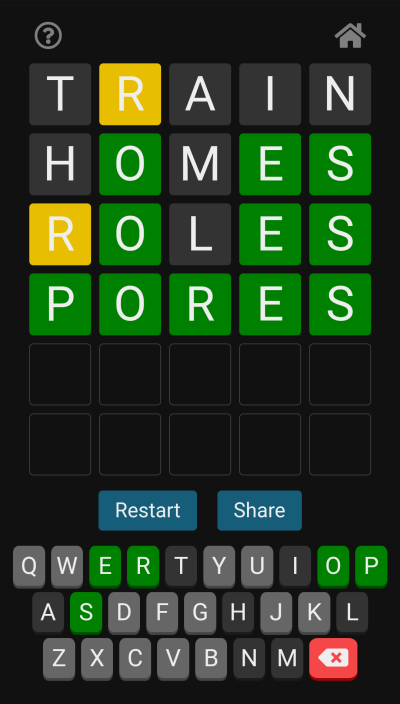 ?
T R A I N
H O M E S
R O L E S
P O R E S
Restart Share
Q W E R T Y U I O P
A S D F G H J K L
Z X C V B N M